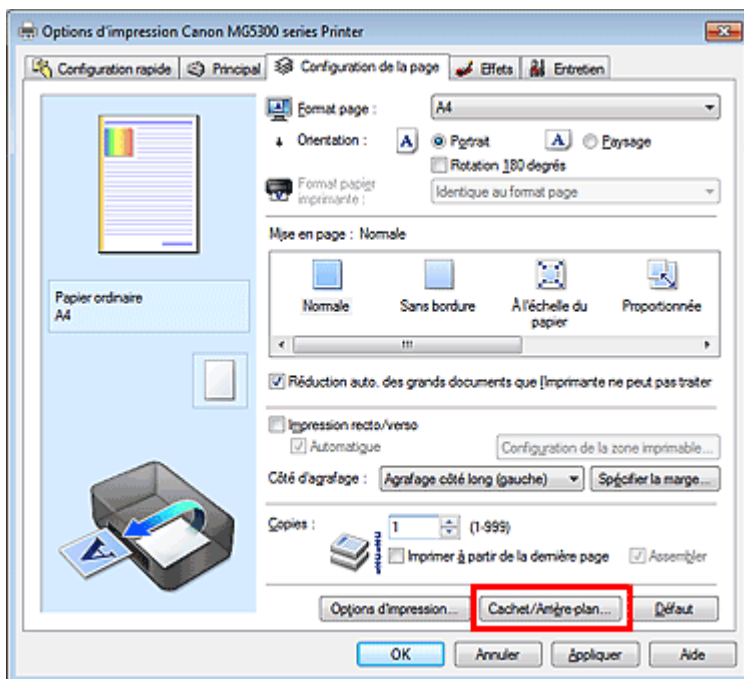 Options d'impression Canon MG5300 series Printer
Configuration rapide Principal Configuration de la page Effets Entretien
Format page : A4
Orientation : A Portrait A Paysage
Rotation 180 degrés
Format papier imprimante : Identique au format page
Mise en page : Normale
Normale Sans bordure À l'échelle du papier Proportionnée
Papier ordinaire
A4
Réduction auto. des grands documents que l'imprimante ne peut pas traiter
Impression recto/verso
Automatique Configuration de la zone imprimable...
Côté d'agrafage : Agrafage côté long (gauche) Spécifier la marge...
Copies : 1 (1-999)
Imprimer à partir de la dernière page Assembler
A
Options d'impression... Cachet/Arrière-plan... Défaut
OK Annuler Appliquer Aide